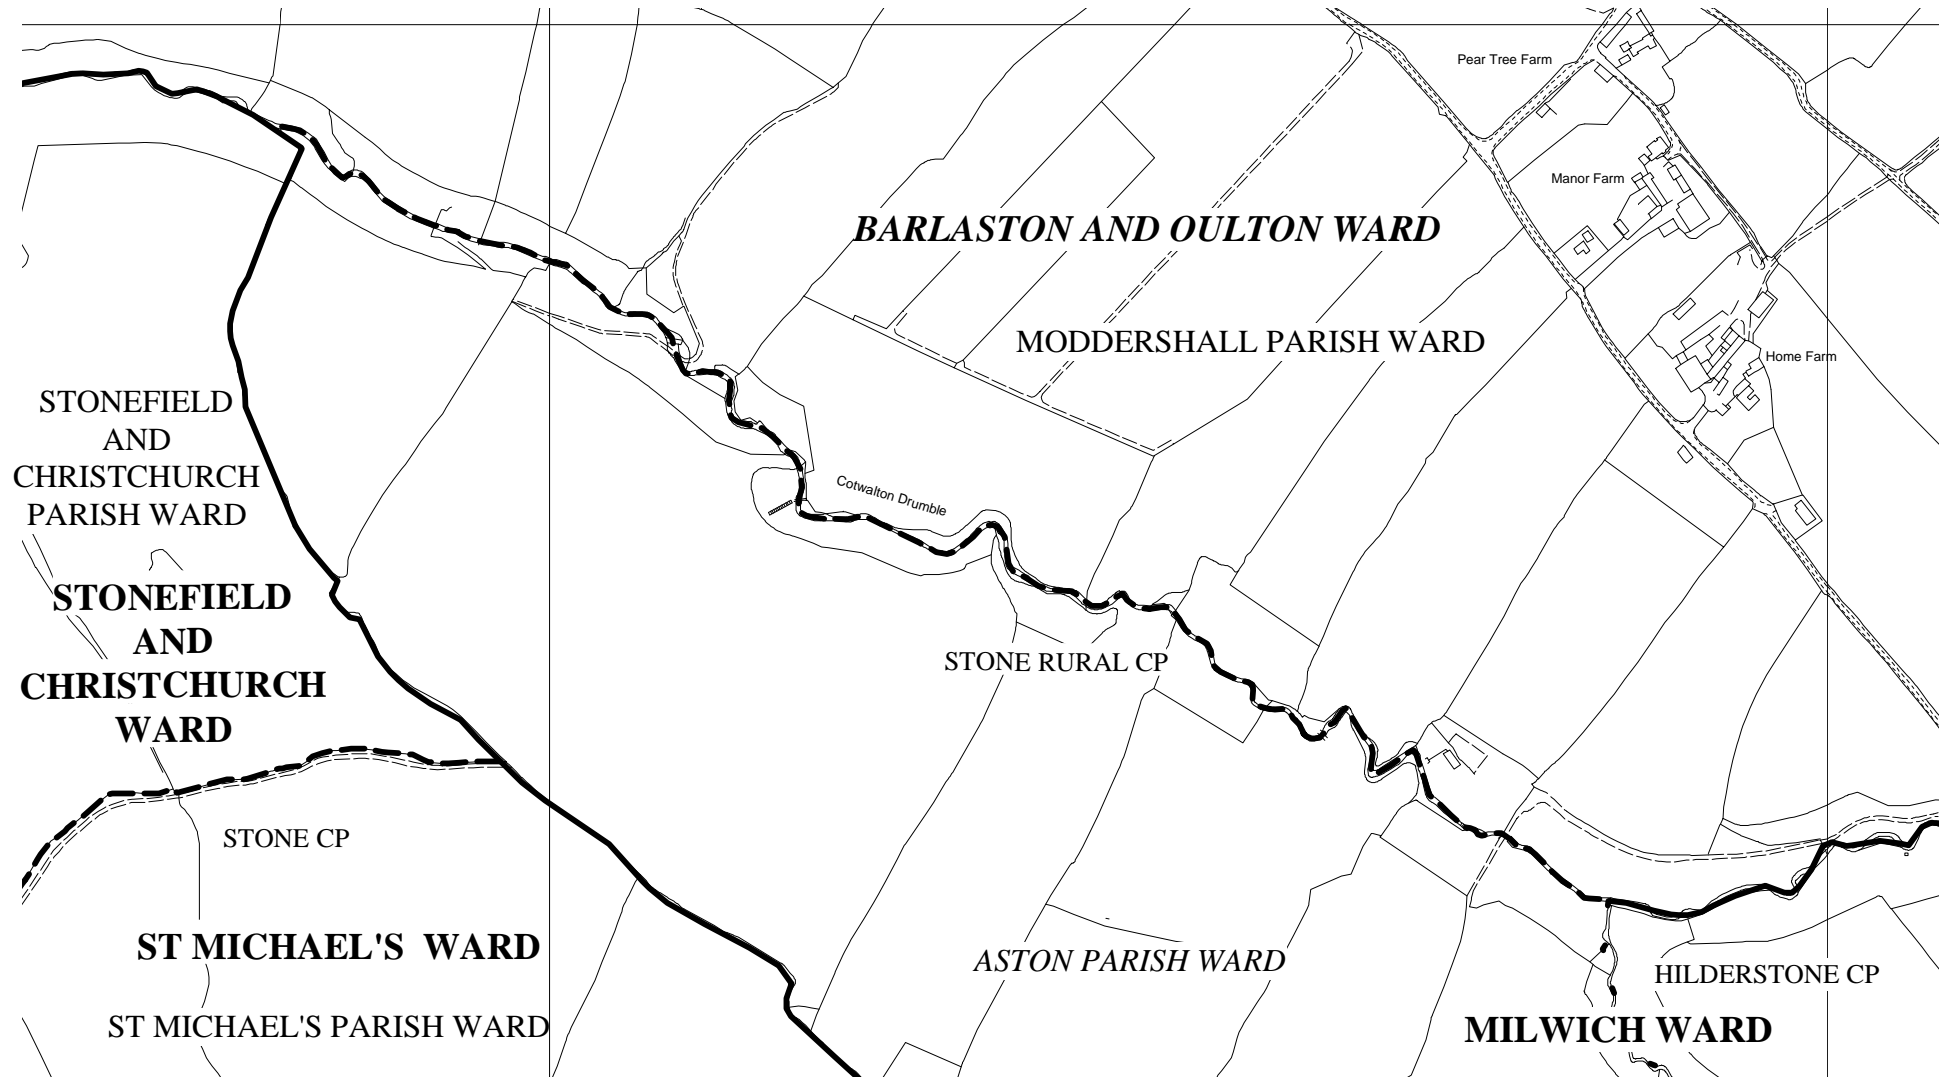 Pear Tree Farm
Manor Farm
BARLASTON AND OULTON WARD
MODDERSHALL PARISH WARD
Home Farm
STONEFIELD
AND
CHRISTCHURCH
PARISH WARD
Cotwalton Drumble
STONEFIELD
AND
CHRISTCHURCH
WARD
STONE RURAL CP
STONE CP
ST MICHAEL'S WARD
ASTON PARISH WARD
HILDERSTONE CP
ST MICHAEL'S PARISH WARD
MILWICH WARD